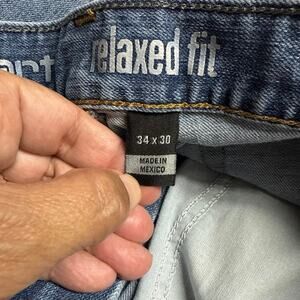 relaxed fit
34 x 30
MADE IN
MEXICO